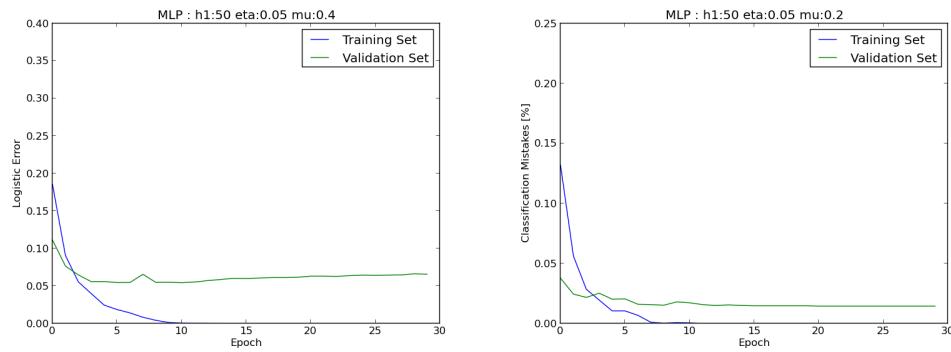 MLP : h1:50 eta:0.05 mu:0.4
0.40
0.35
0.30
0.25
0.20
0.15
0.10
0.05
0.00
Logistic Error
Training Set
Validation Set
0 5 10 15 20 25 30
Epoch
MLP : h1:50 eta:0.05 mu:0.2
0.25
0.20
0.15
0.10
0.05
0.00
Classification Mistakes [%]
Training Set
Validation Set
0 5 10 15 20 25 30
Epoch